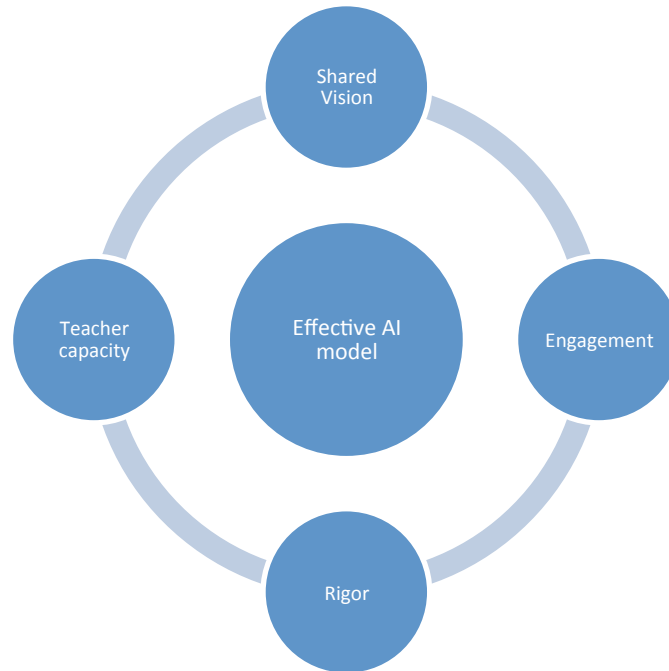 Shared
Vision
Teacher
capacity
Effective AI
model
Engagement
Rigor